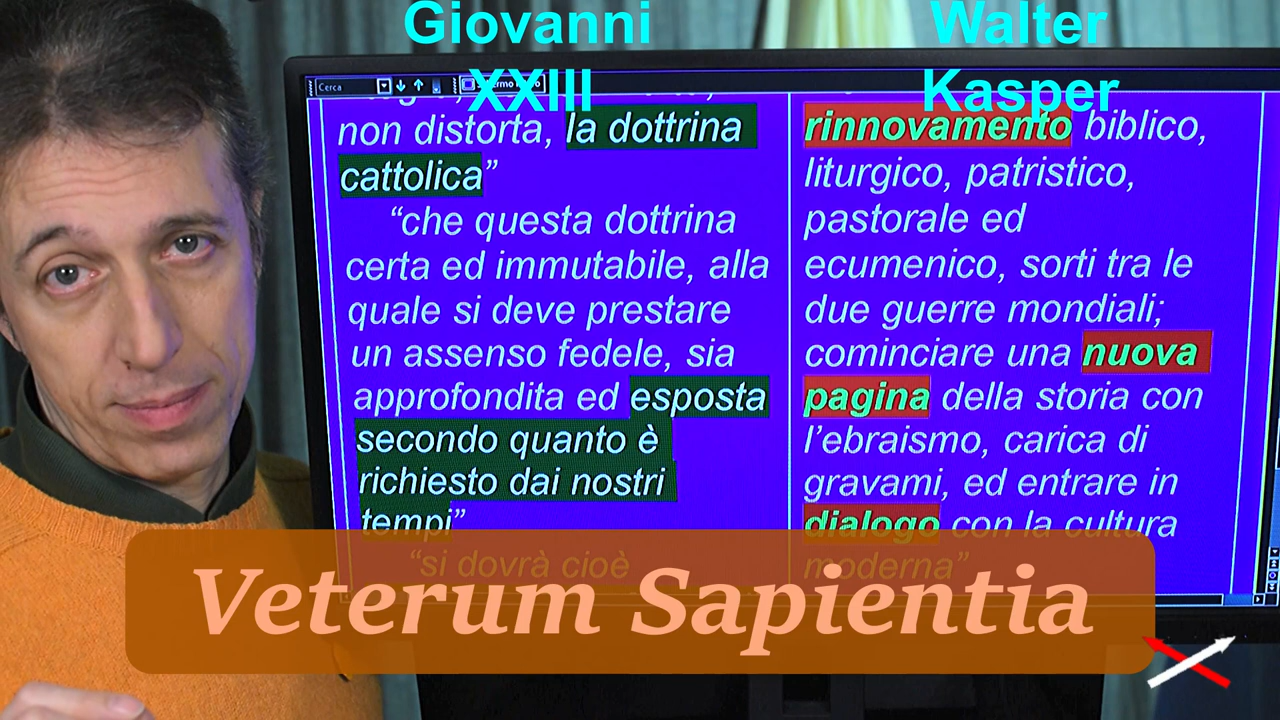 Giovanni
XXIII
Walter
Kasper
Cerca
non distorta, la dottrina
cattolica”
“che questa dottrina
certa ed immutabile, alla
quale si deve prestare
un assenso fedele, sia
approfondita ed esposta
secondo quanto è
richiesto dai nostri
tempi”
“si dovrà cioè
rinnovamento biblico,
liturgico, patristico,
pastorale ed
ecumenico, sorti tra le
due guerre mondiali;
cominciare una nuova
pagina della storia con
l’ebraismo, carica di
gravami, ed entrare in
dialogo con la cultura
moderna”
Veterum Sapientia